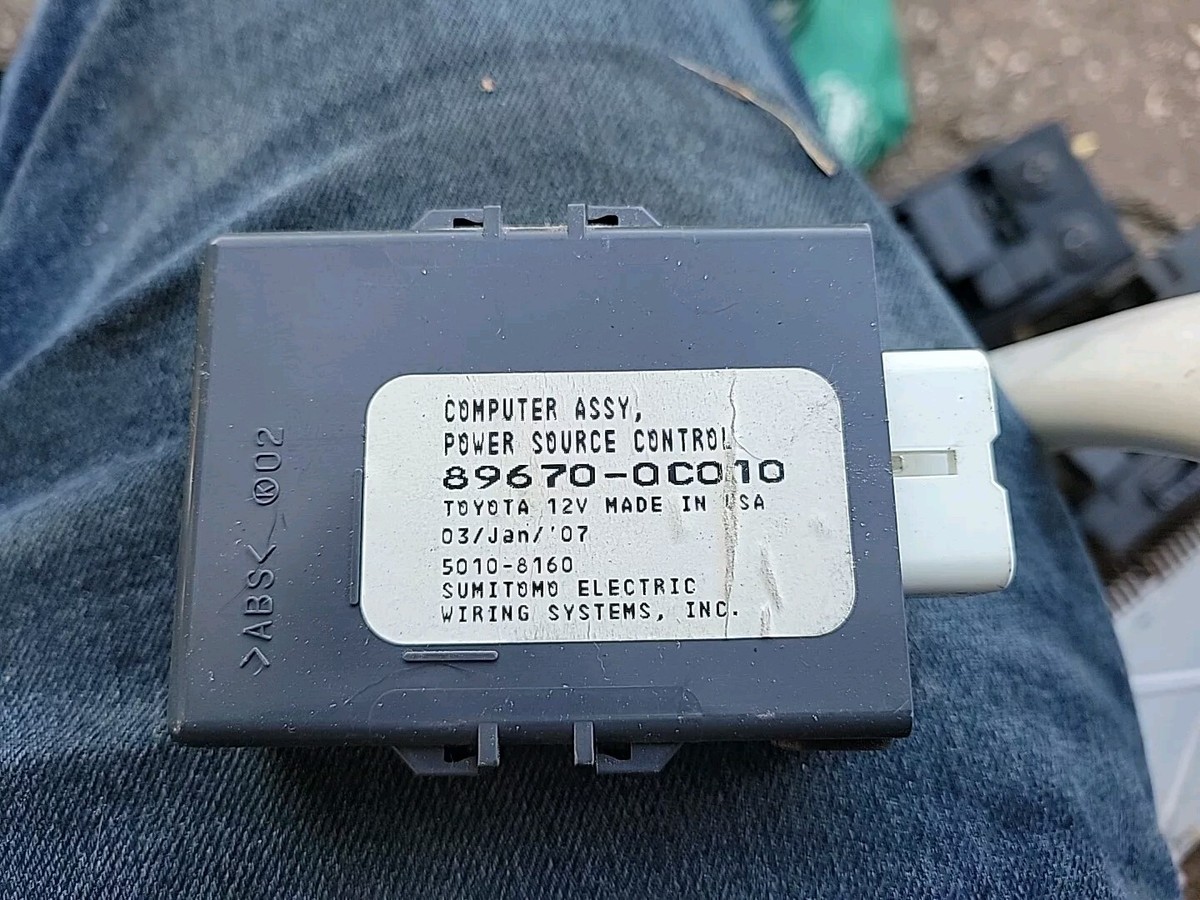 COMPUTER ASSY,
POWER SOURCE CONTROL
89670-0C010
TOYOTA 12V MADE IN USA
03/Jan/'07
5010-8160
SUMITOMO ELECTRIC
WIRING SYSTEMS, INC.
>ABS< K 002